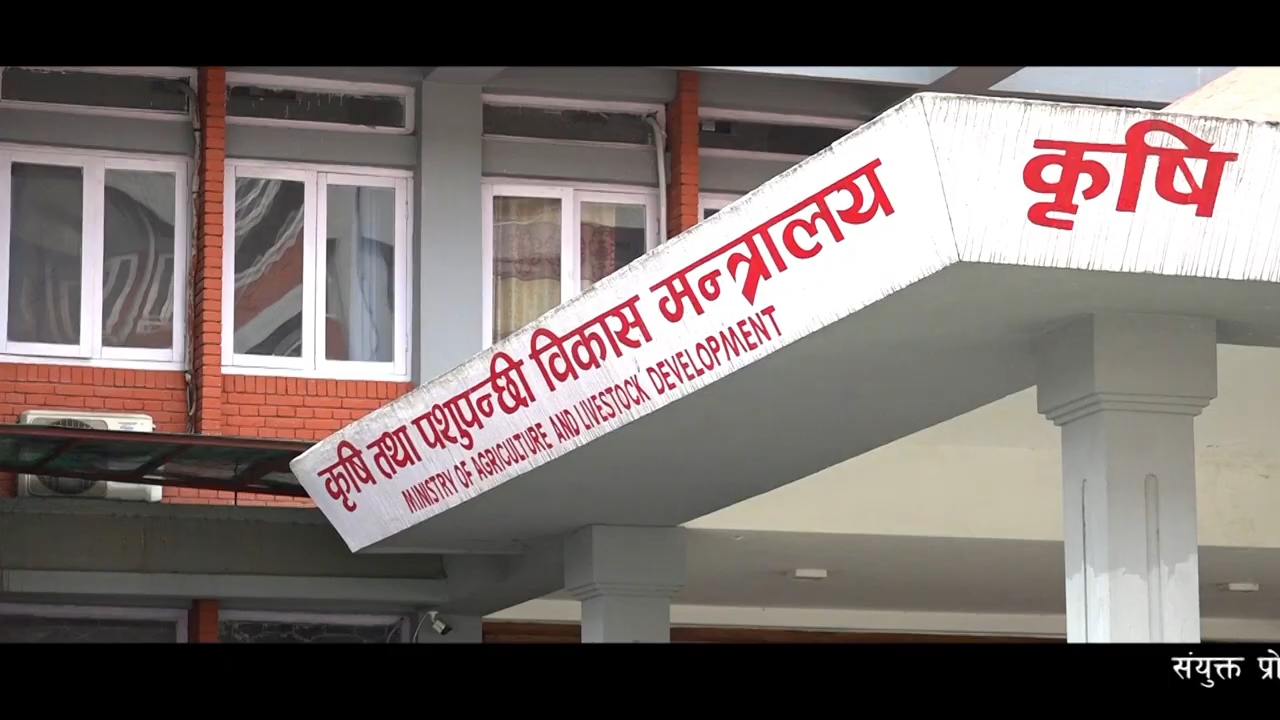 कृषि तथा पशुपन्छी विकास मन्त्रालय
MINISTRY OF AGRICULTURE AND LIVESTOCK DEVELOPMENT
कृषि
संयुक्त प्रो